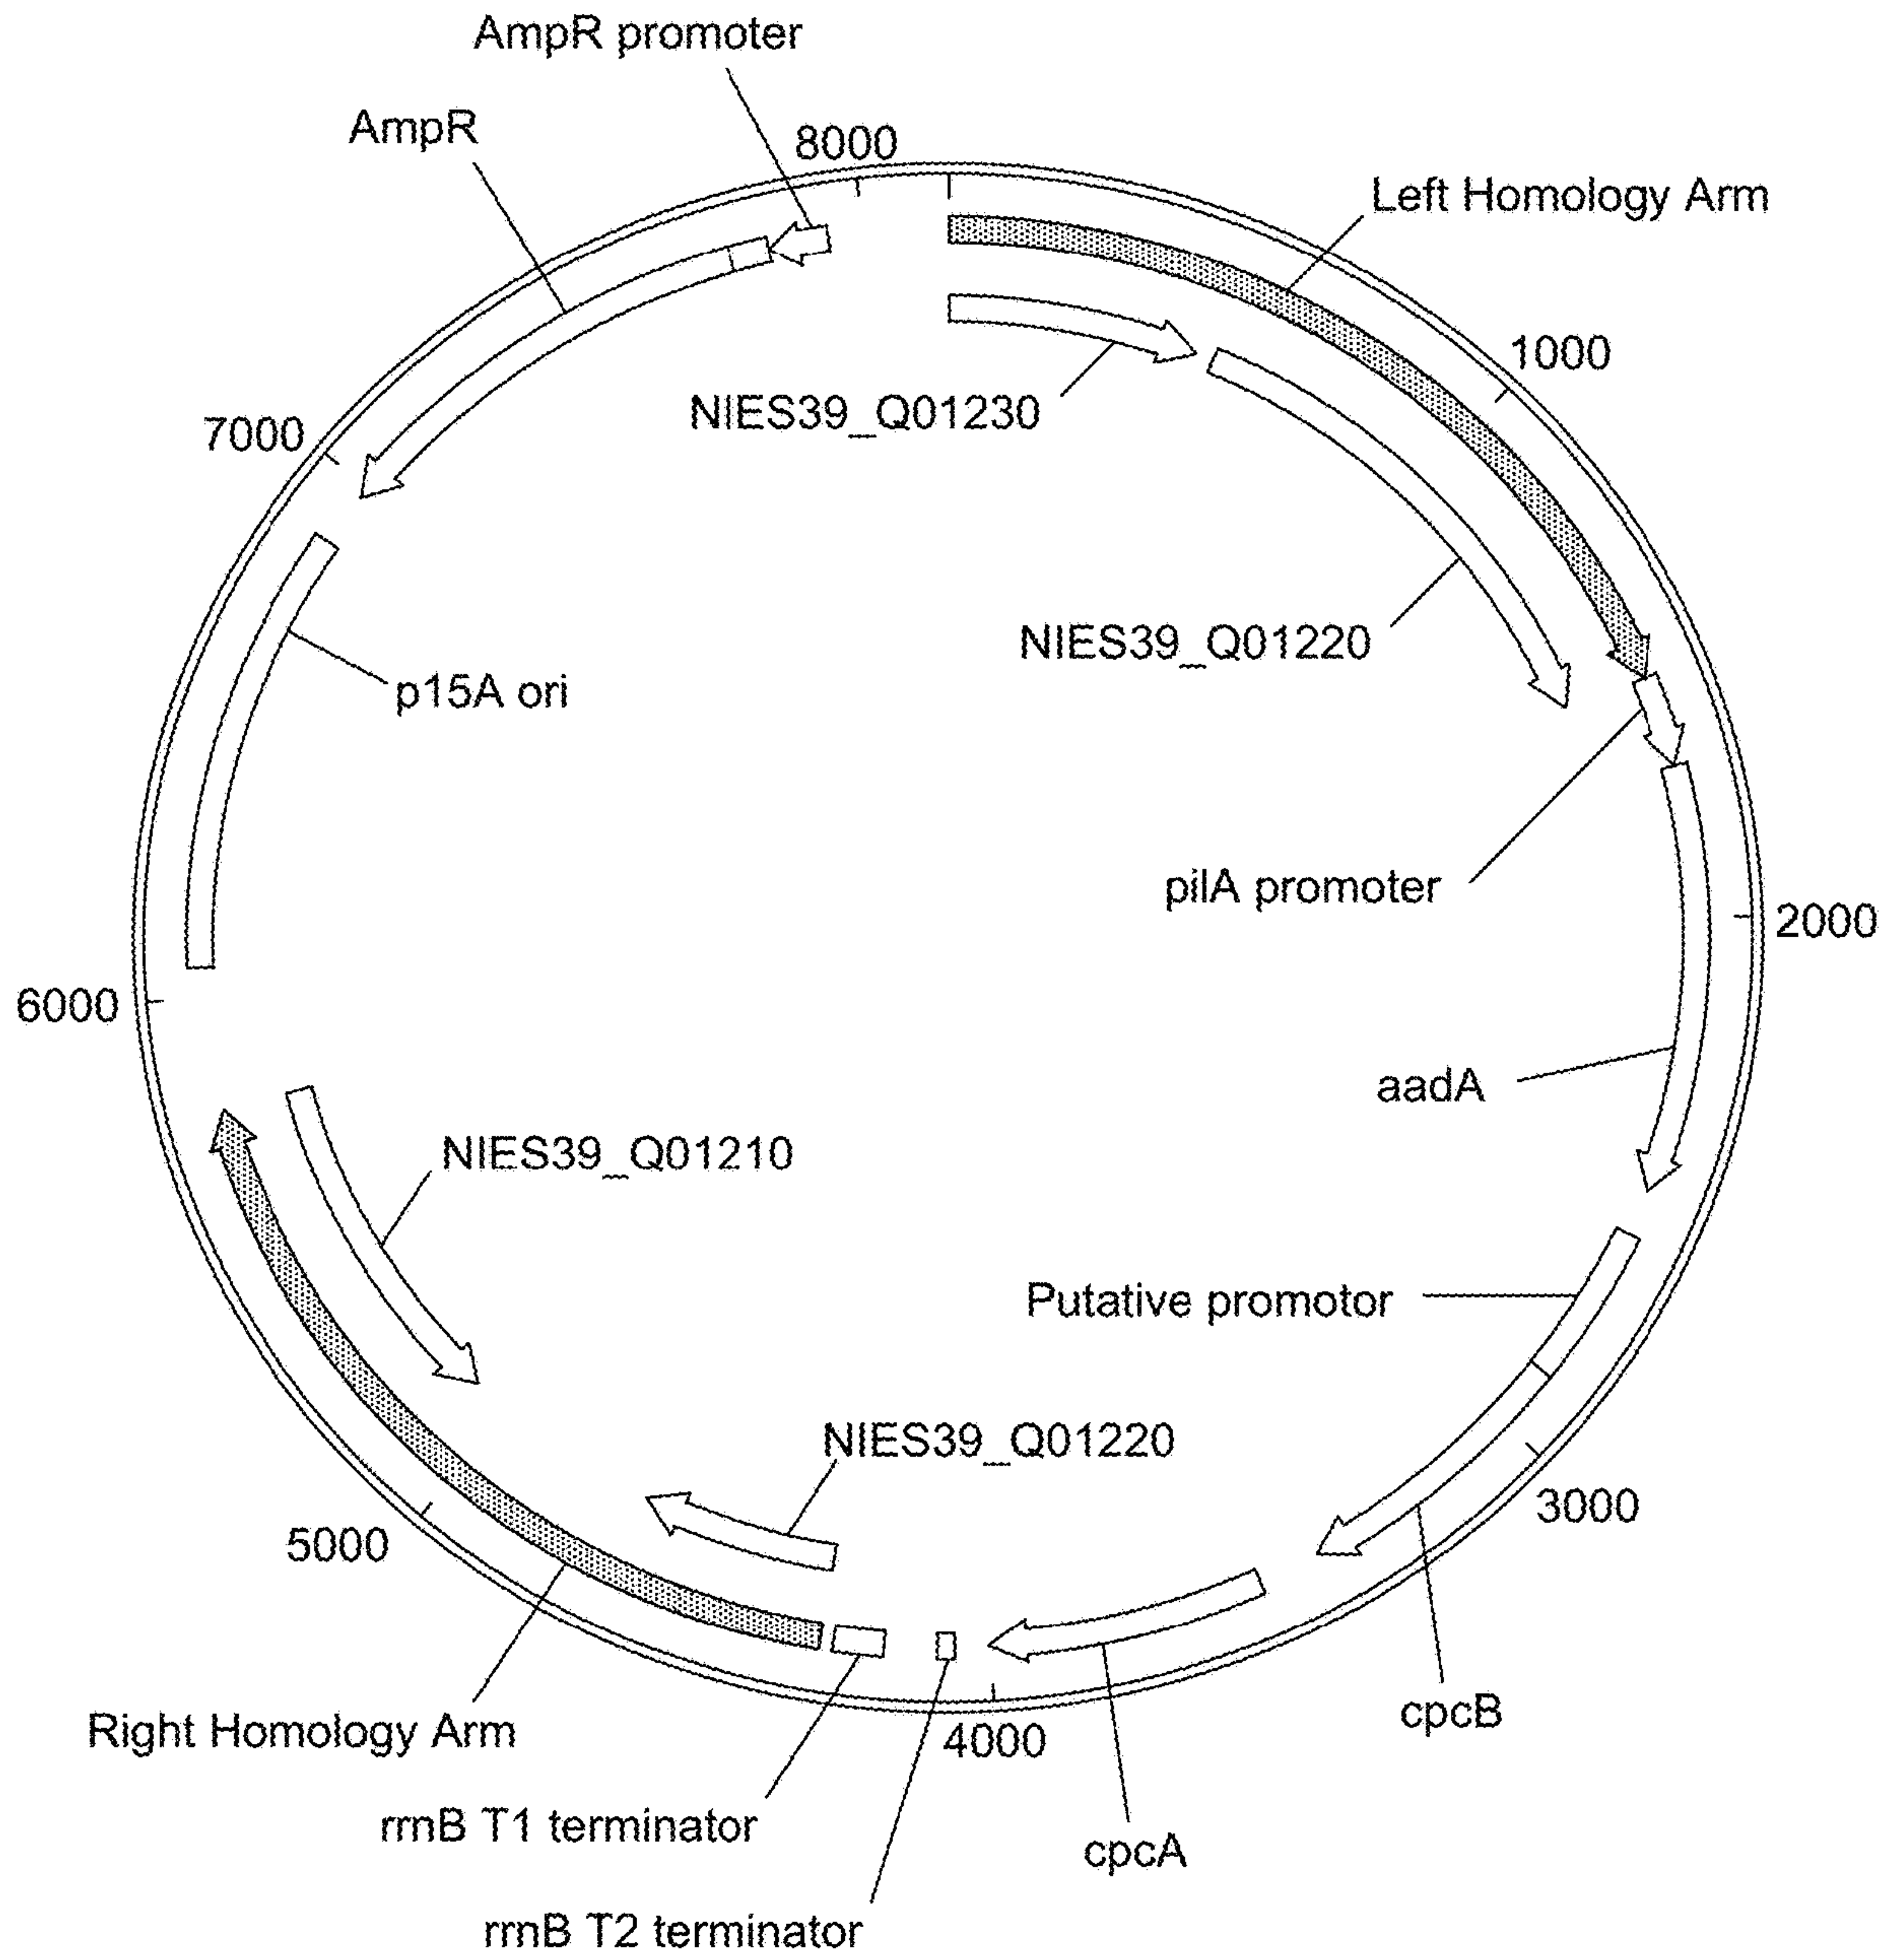 AmpR promoter
AmpR
8000
Left Homology Arm
1000
NIES39_Q01230
7000
NIES39_Q01220
p15A ori
pilA promoter
2000
6000
aadA
NIES39_Q01210
Putative promotor
NIES39_Q01220
3000
5000
cpcB
Right Homology Arm
4000
rrnB T1 terminator
cpcA
rrnB T2 terminator